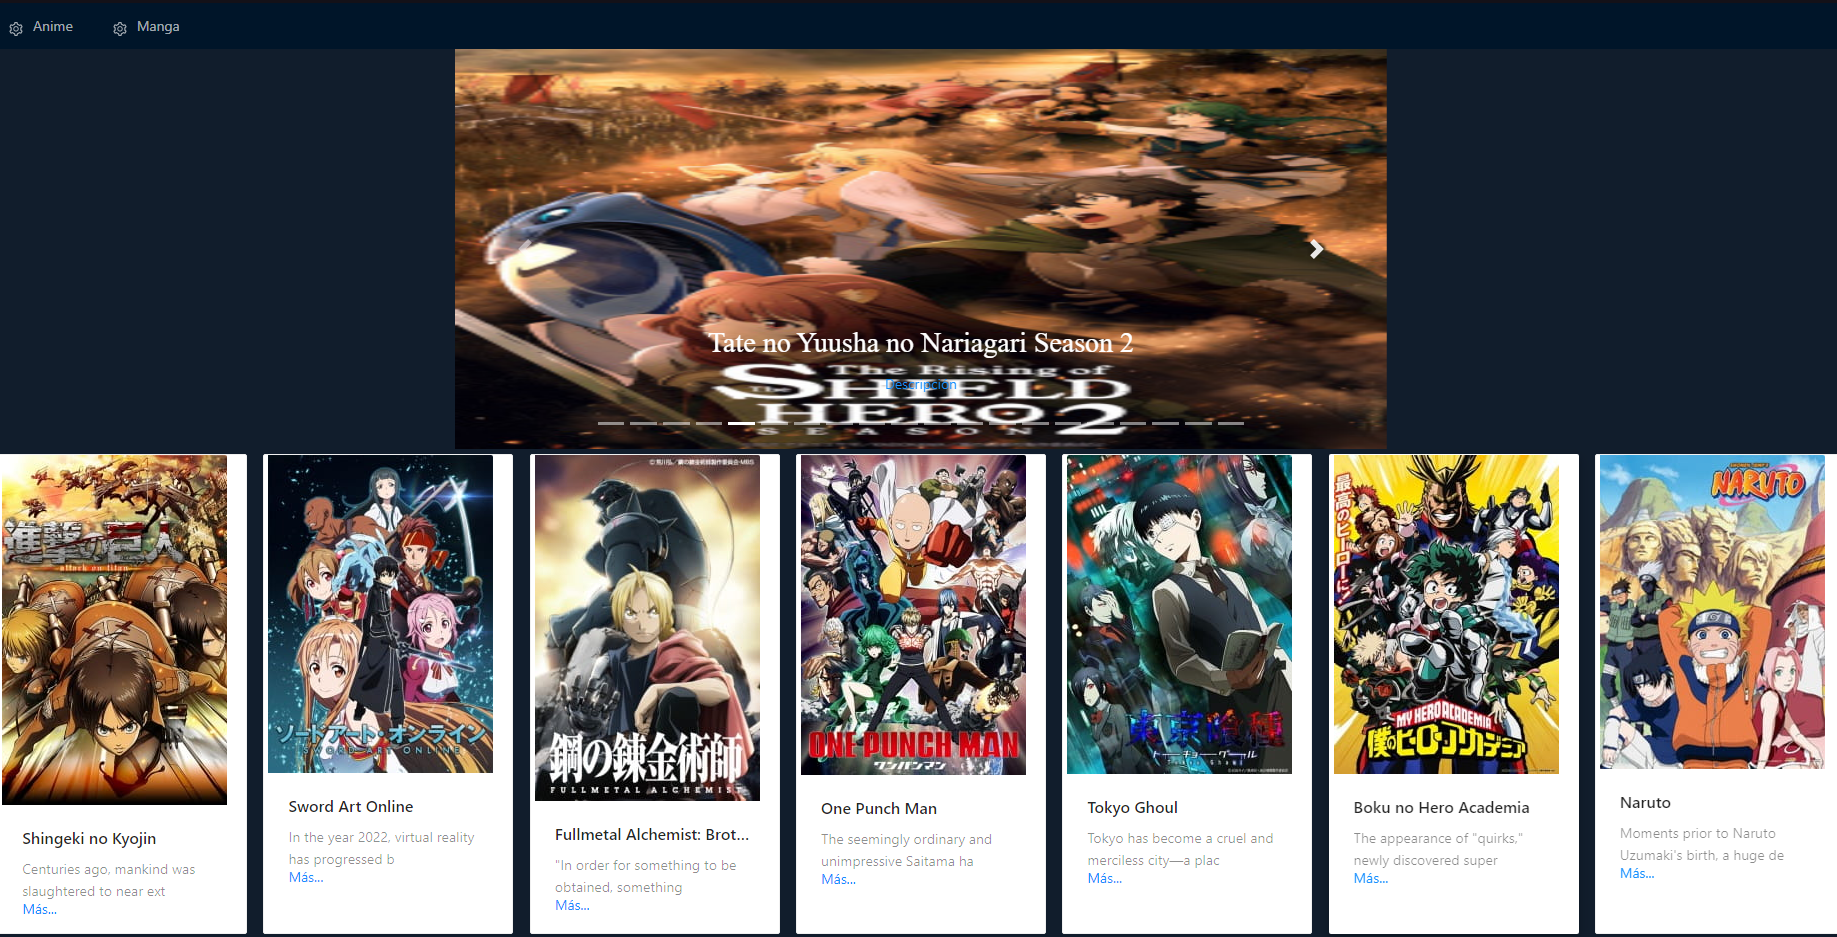 Anime
Manga
Tate no Yuusha no Nariagari Season 2
Descripción
The Rising of
The SHIELD
HERO 2
SEASON
進撃の巨人
attack on titan
Shingeki no Kyojin
Centuries ago, mankind was
slaughtered to near ext
Más...
ソードアート・オンライン
SWORD ART ONLINE
Sword Art Online
In the year 2022, virtual reality
has progressed b
Más...
鋼の錬金術師
FULLMETAL ALCHEMIST
Fullmetal Alchemist: Brot...
"In order for something to be
obtained, something
Más...
ONE PUNCH MAN
ワンパンマン
One Punch Man
The seemingly ordinary and
unimpressive Saitama ha
Más...
東京喰種
トーキョーグール
Tokyo Ghoul
Tokyo Ghoul
Tokyo has become a cruel and
merciless city—a plac
Más...
最高のヒーローに
MY HERO ACADEMIA
僕のヒーローアカデミア
Boku no Hero Academia
The appearance of "quirks,"
newly discovered super
Más...
NARUTO
Naruto
Moments prior to Naruto
Uzumaki's birth, a huge de
Más...